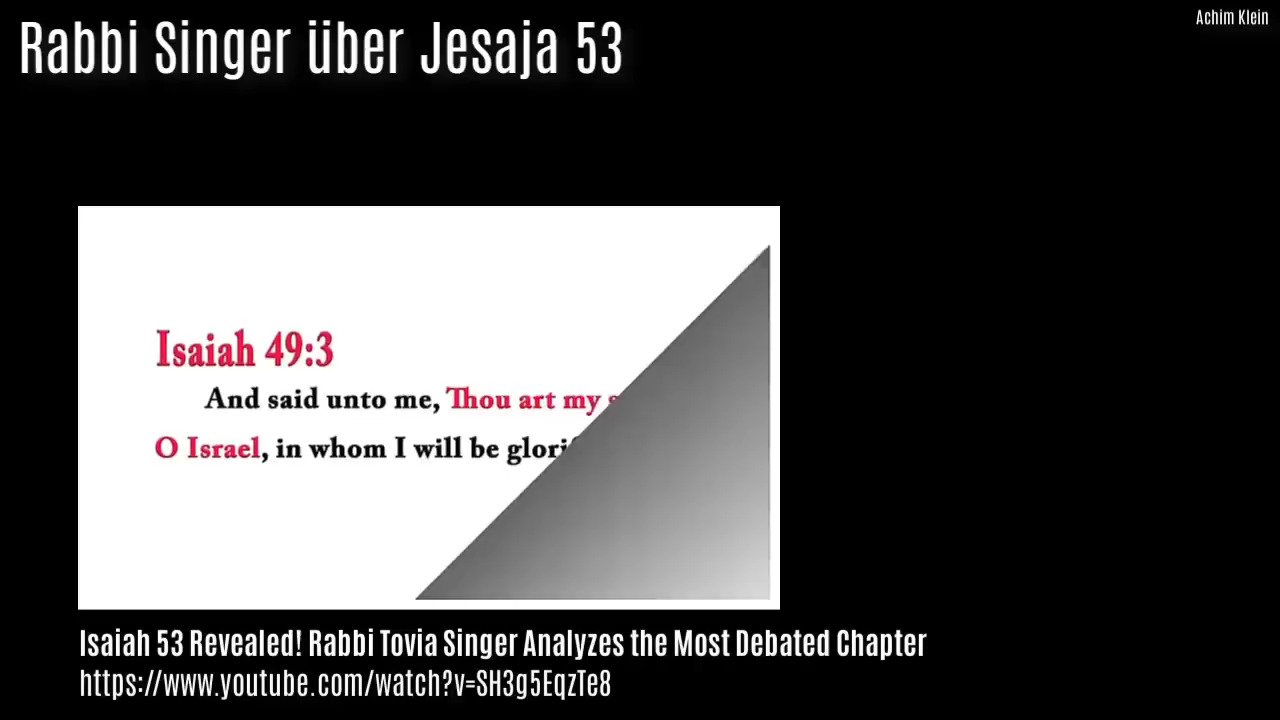 Rabbi Singer über Jesaja 53
Achim Klein
Isaiah 49:3
And said unto me, Thou art my
O Israel, in whom I will be
Isaiah 53 Revealed! Rabbi Tovia Singer Analyzes the Most Debated Chapter
https://www.youtube.com/watch?v=SH3g5EqzTe8